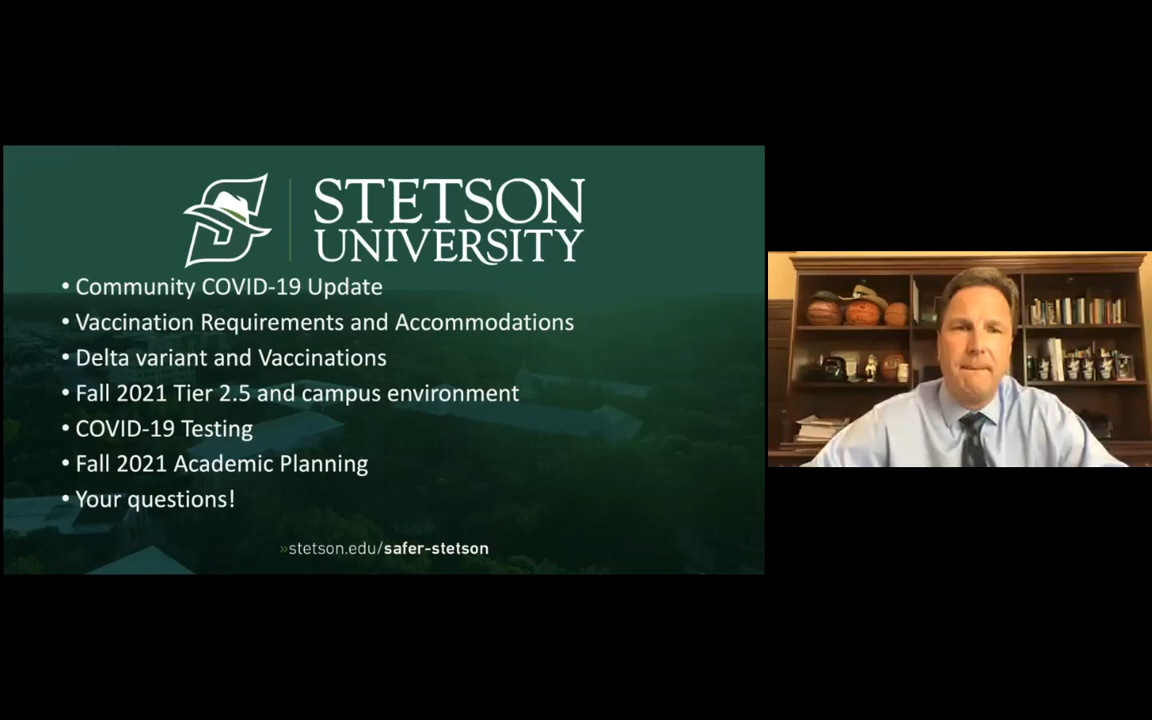 STETSON
UNIVERSITY
• Community COVID-19 Update
• Vaccination Requirements and Accommodations
• Delta variant and Vaccinations
• Fall 2021 Tier 2.5 and campus environment
• COVID-19 Testing
• Fall 2021 Academic Planning
• Your questions!
»stetson.edu/safer-stetson